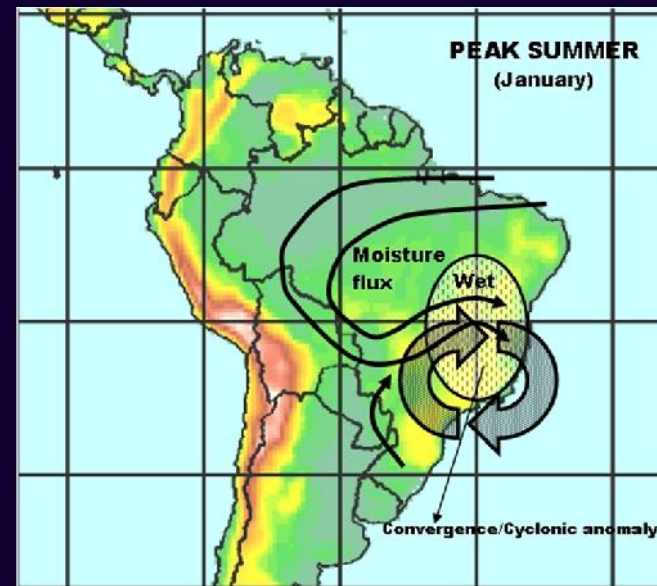 PEAK SUMMER
(January)
Moisture
flux
Wet
Convergence/Cyclonic anomaly